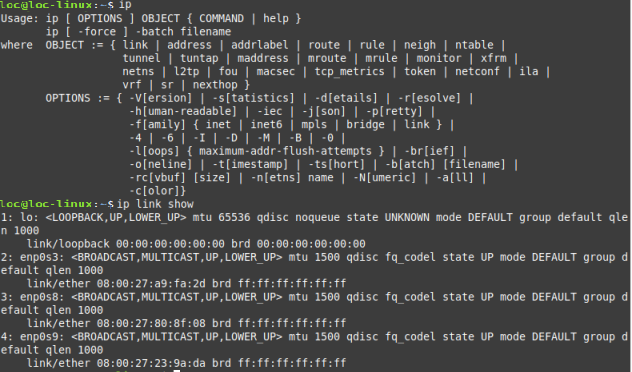 loc@loc-linux:~$ ip
Usage: ip [ OPTIONS ] OBJECT { COMMAND | help }
       ip [ -force ] -batch filename
where  OBJECT := { link | address | addrlabel | route | rule | neigh | ntable |
                   tunnel | tuntap | maddress | mroute | mrule | monitor | xfrm |
                   netns | l2tp | fou | macsec | tcp_metrics | token | netconf | ila |
                   vrf | sr | nexthop }
       OPTIONS := { -V[ersion] | -s[tatistics] | -d[etails] | -r[esolve] |
                    -h[uman-readable] | -iec | -j[son] | -p[retty] |
                    -f[amily] { inet | inet6 | mpls | bridge | link } |
                    -4 | -6 | -I | -D | -M | -B | -0 |
                    -l[oops] { maximum-addr-flush-attempts } | -br[ief] |
                    -o[neline] | -t[imestamp] | -ts[hort] | -b[atch] [filename] |
                    -rc[vbuf] [size] | -n[etns] name | -N[umeric] | -a[ll] |
                    -c[olor]}
loc@loc-linux:~$ ip link show
1: lo: <LOOPBACK,UP,LOWER_UP> mtu 65536 qdisc noqueue state UNKNOWN mode DEFAULT group default qle
n 1000
    link/loopback 00:00:00:00:00:00 brd 00:00:00:00:00:00
2: enp0s3: <BROADCAST,MULTICAST,UP,LOWER_UP> mtu 1500 qdisc fq_codel state UP mode DEFAULT group d
efault qlen 1000
    link/ether 08:00:27:a9:fa:2d brd ff:ff:ff:ff:ff:ff
3: enp0s8: <BROADCAST,MULTICAST,UP,LOWER_UP> mtu 1500 qdisc fq_codel state UP mode DEFAULT group d
efault qlen 1000
    link/ether 08:00:27:80:8f:08 brd ff:ff:ff:ff:ff:ff
4: enp0s9: <BROADCAST,MULTICAST,UP,LOWER_UP> mtu 1500 qdisc fq_codel state UP mode DEFAULT group d
efault qlen 1000
    link/ether 08:00:27:23:9a:da brd ff:ff:ff:ff:ff:ff